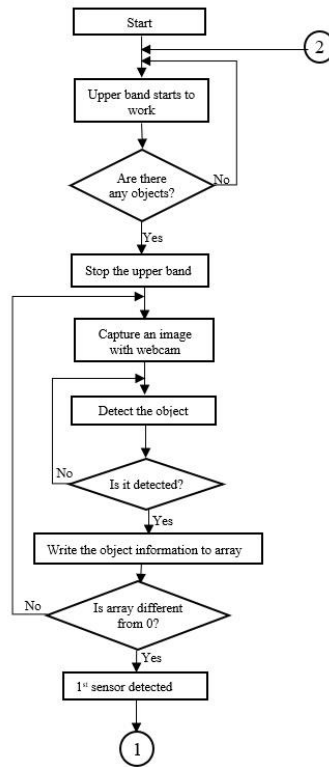 Start
2
Upper band starts to
work
Are there
any objects?
No
Yes
Stop the upper band
Capture an image
with webcam
Detect the object
No
Is it detected?
Yes
Write the object information to array
No
Is array different
from 0?
Yes
1st sensor detected
1